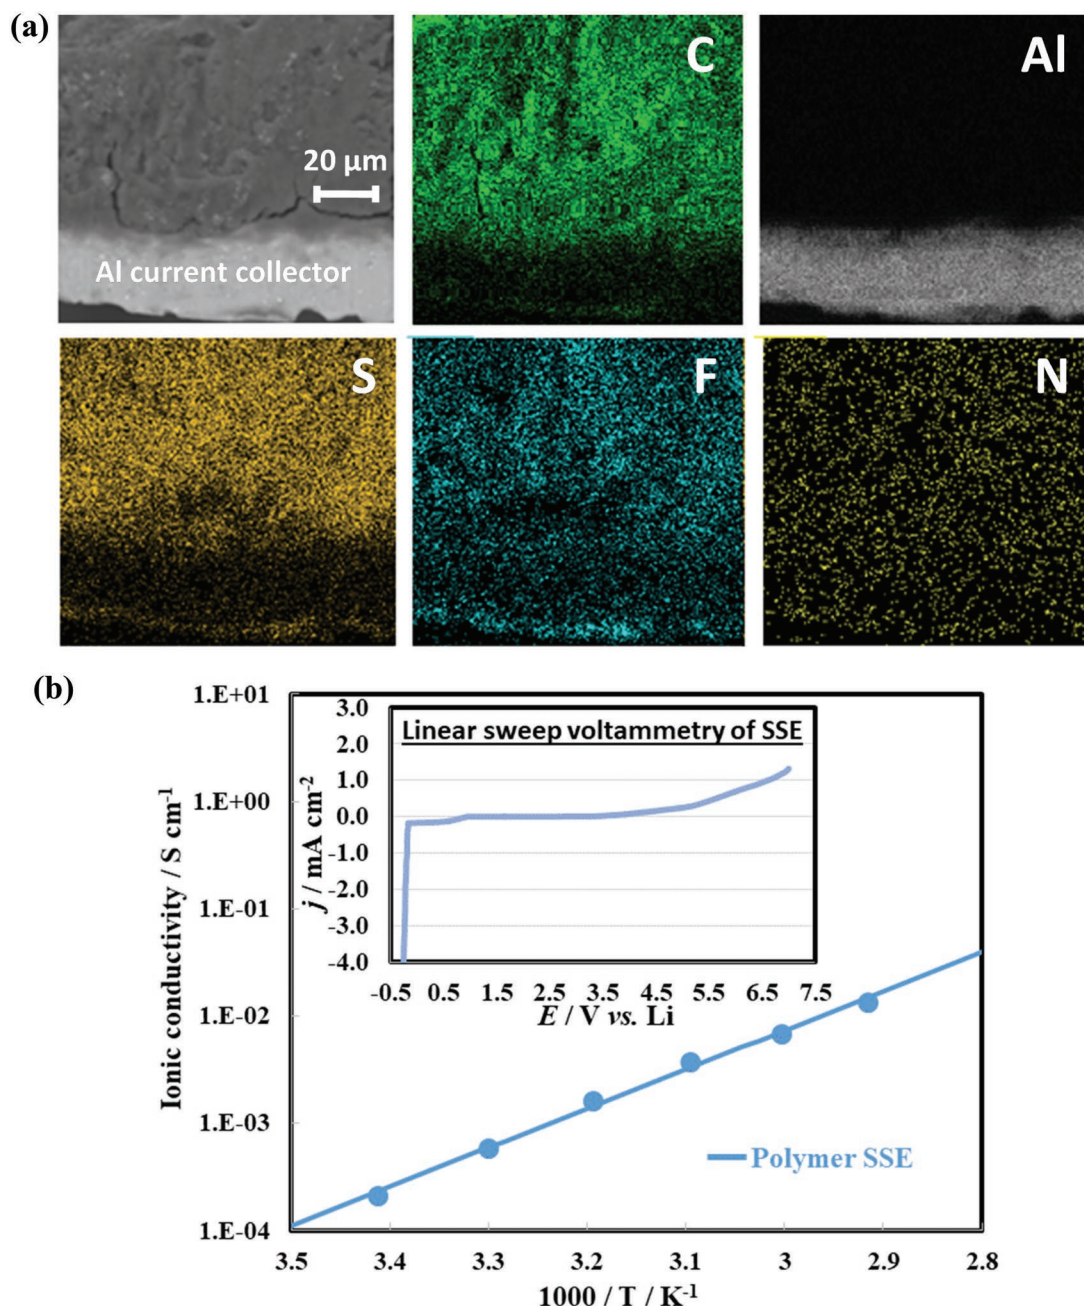 (a)
C
Al
20 µm
Al current collector
S
F
N
(b)
1.E+01
1.E+00
1.E-01
1.E-02
1.E-03
1.E-04
Ionic conductivity / S cm-1
3.5 3.4 3.3 3.2 3.1 3 2.9 2.8
1000 / T / K-1
Linear sweep voltammetry of SSE
3.0
2.0
1.0
0.0
-1.0
-2.0
-3.0
-4.0
j / mA cm-2
-0.5 0.5 1.5 2.5 3.5 4.5 5.5 6.5 7.5
E / V vs. Li
Polymer SSE